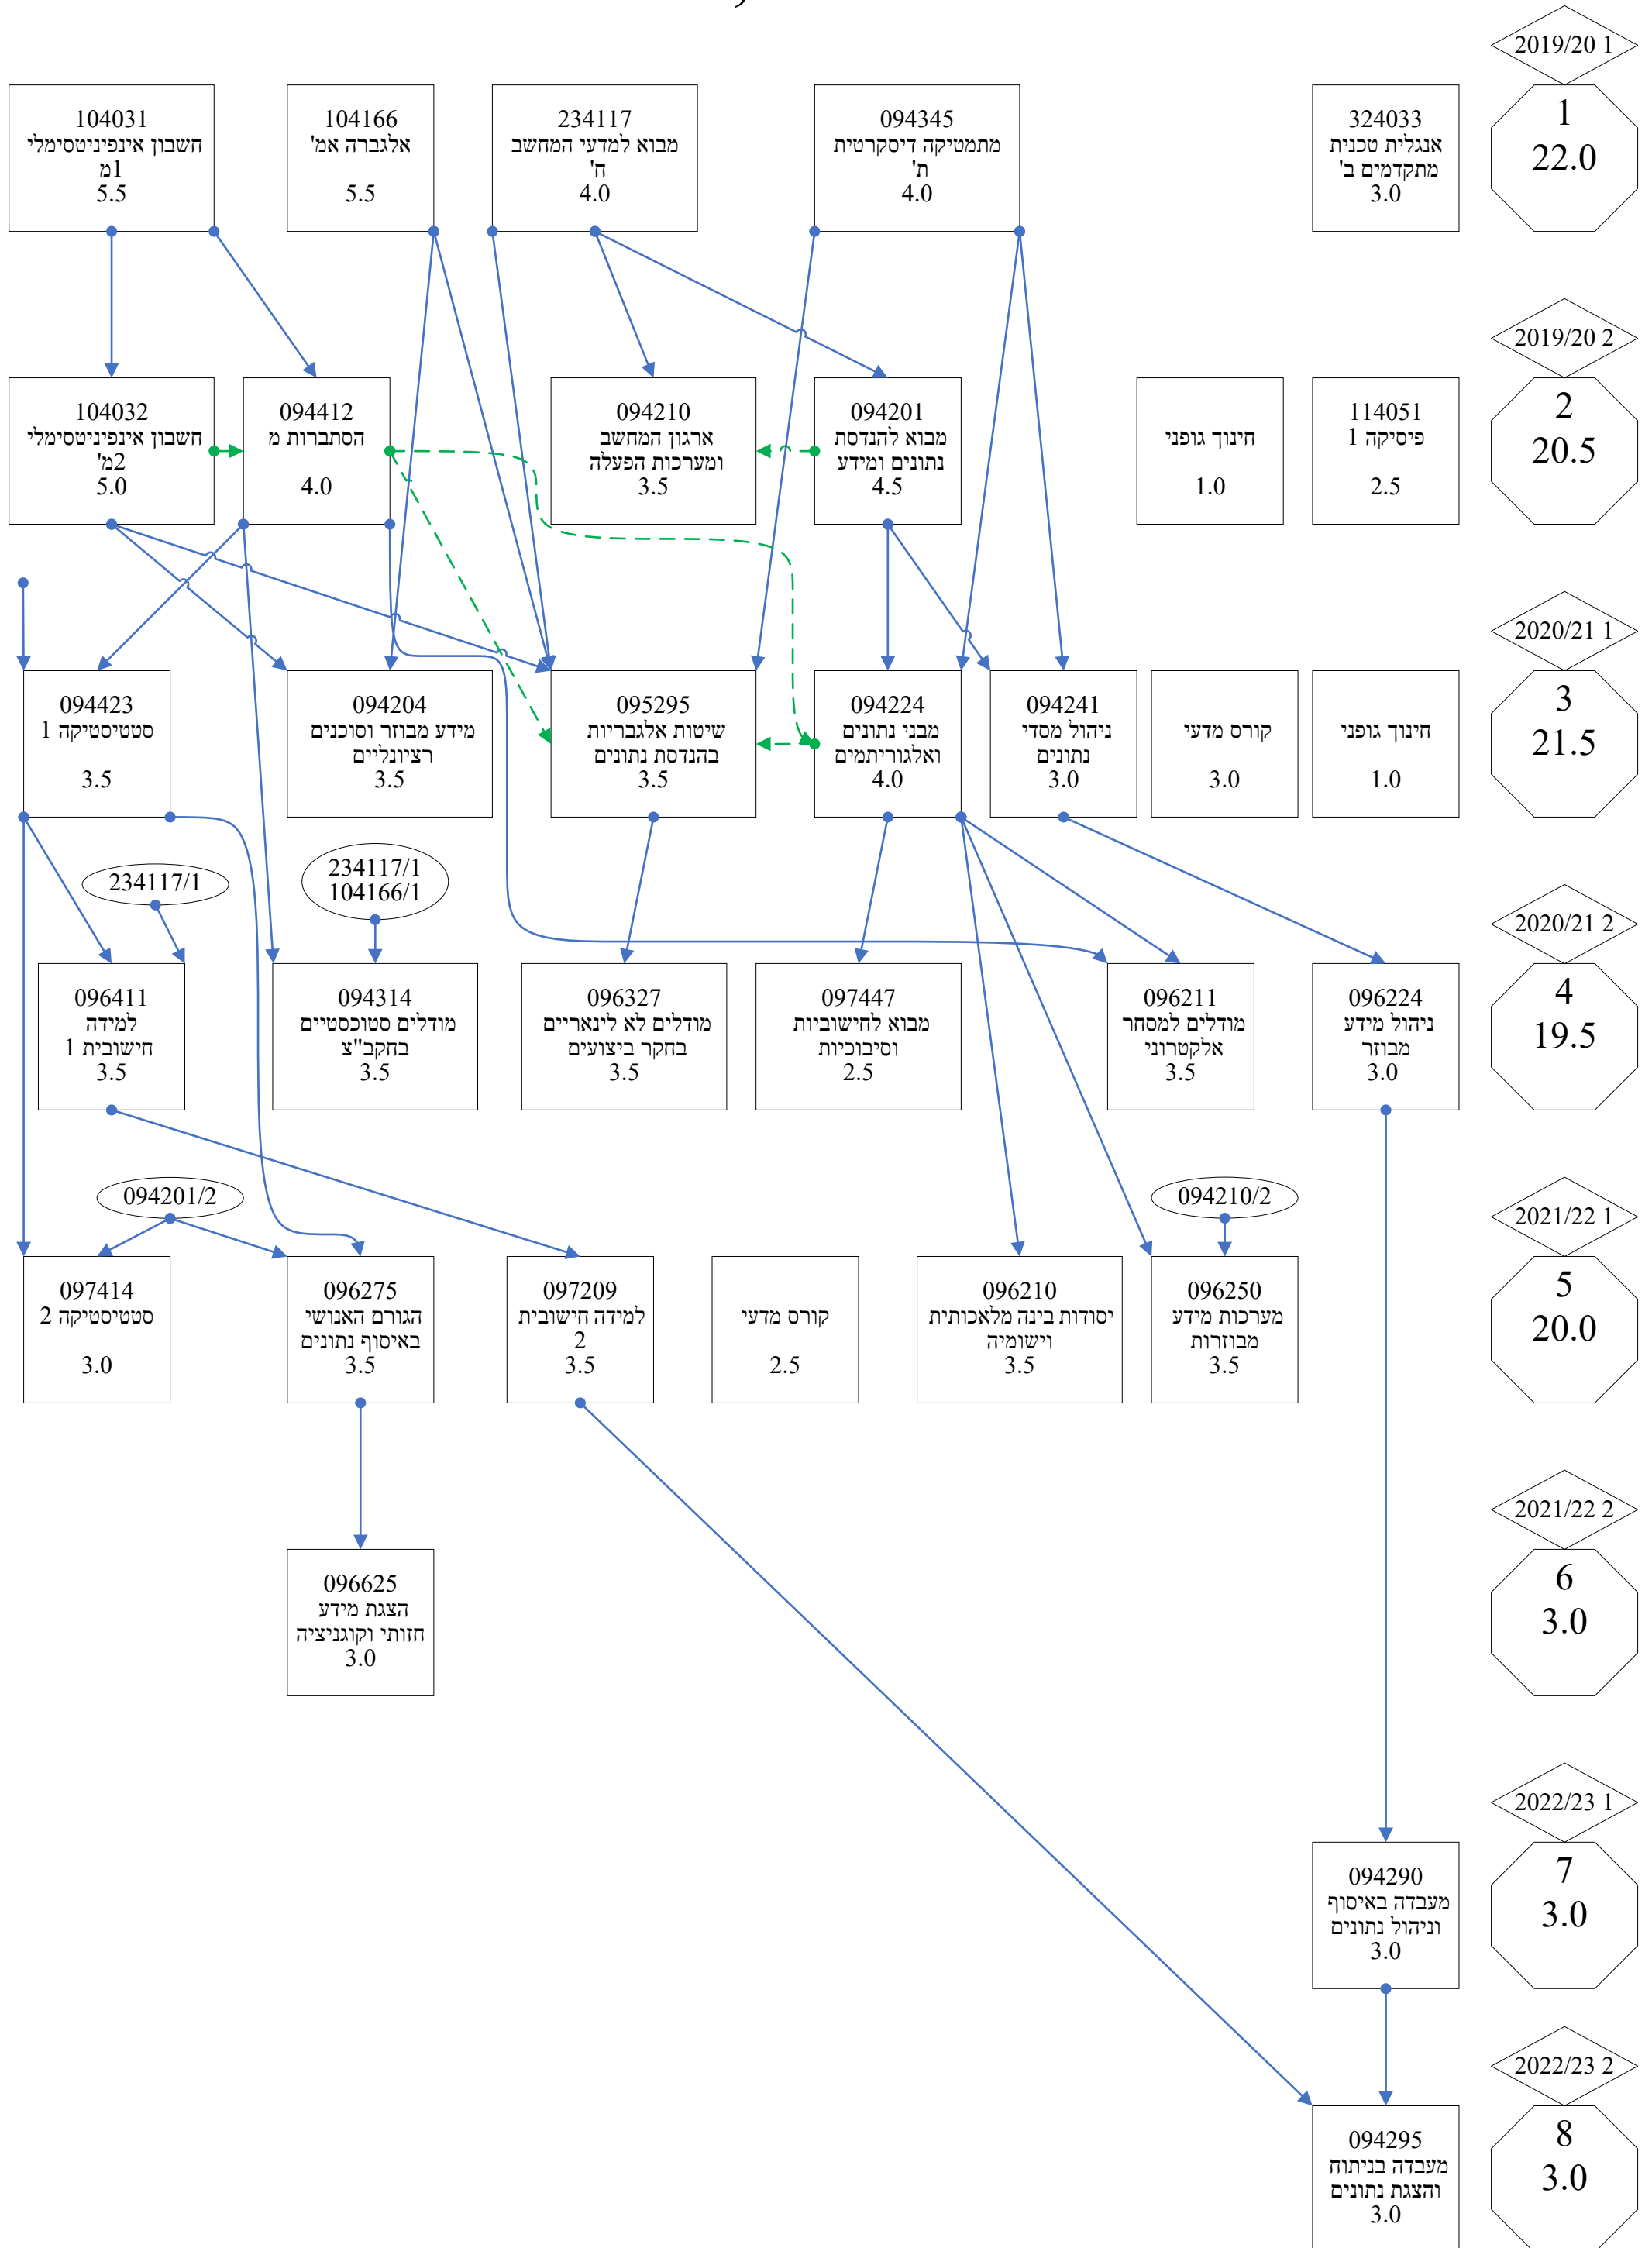 2019/20 1
1
22.0
324033
אנגלית טכנית
מתקדמים ב'
3.0
094345
מתמטיקה דיסקרטית
ת'
4.0
234117
מבוא למדעי המחשב
ח'
4.0
104166
אלגברה אמ'
5.5
104031
חשבון אינפיניטסימלי
1מ
5.5
2019/20 2
2
20.5
114051
פיסיקה 1
2.5
חינוך גופני
1.0
094201
מבוא להנדסת
נתונים ומידע
4.5
094210
ארגון המחשב
ומערכות הפעלה
3.5
094412
הסתברות מ
4.0
104032
חשבון אינפיניטסימלי
2מ'
5.0
2020/21 1
3
21.5
חינוך גופני
1.0
קורס מדעי
3.0
094241
ניהול מסדי
נתונים
3.0
094224
מבני נתונים
ואלגוריתמים
4.0
095295
שיטות אלגבריות
בהנדסת נתונים
3.5
094204
מידע מבוזר וסוכנים
רציונליים
3.5
094423
סטטיסטיקה 1
3.5
234117/1
104166/1
234117/1
2020/21 2
4
19.5
096224
ניהול מידע
מבוזר
3.0
096211
מודלים למסחר
אלקטרוני
3.5
097447
מבוא לחישוביות
וסיבוכיות
2.5
096327
מודלים לא לינאריים
בחקר ביצועים
3.5
094314
מודלים סטוכסטיים
בחקב"צ
3.5
096411
למידה
חישובית 1
3.5
094210/2
094201/2
2021/22 1
5
20.0
096250
מערכות מידע
מבוזרות
3.5
096210
יסודות בינה מלאכותית
וישומיה
3.5
קורס מדעי
2.5
097209
למידה חישובית
2
3.5
096275
הגורם האנושי
באיסוף נתונים
3.5
097414
סטטיסטיקה 2
3.0
2021/22 2
6
3.0
096625
הצגת מידע
חזותי וקוגניציה
3.0
2022/23 1
7
3.0
094290
מעבדה באיסוף
וניהול נתונים
3.0
2022/23 2
8
3.0
094295
מעבדה בניתוח
והצגת נתונים
3.0